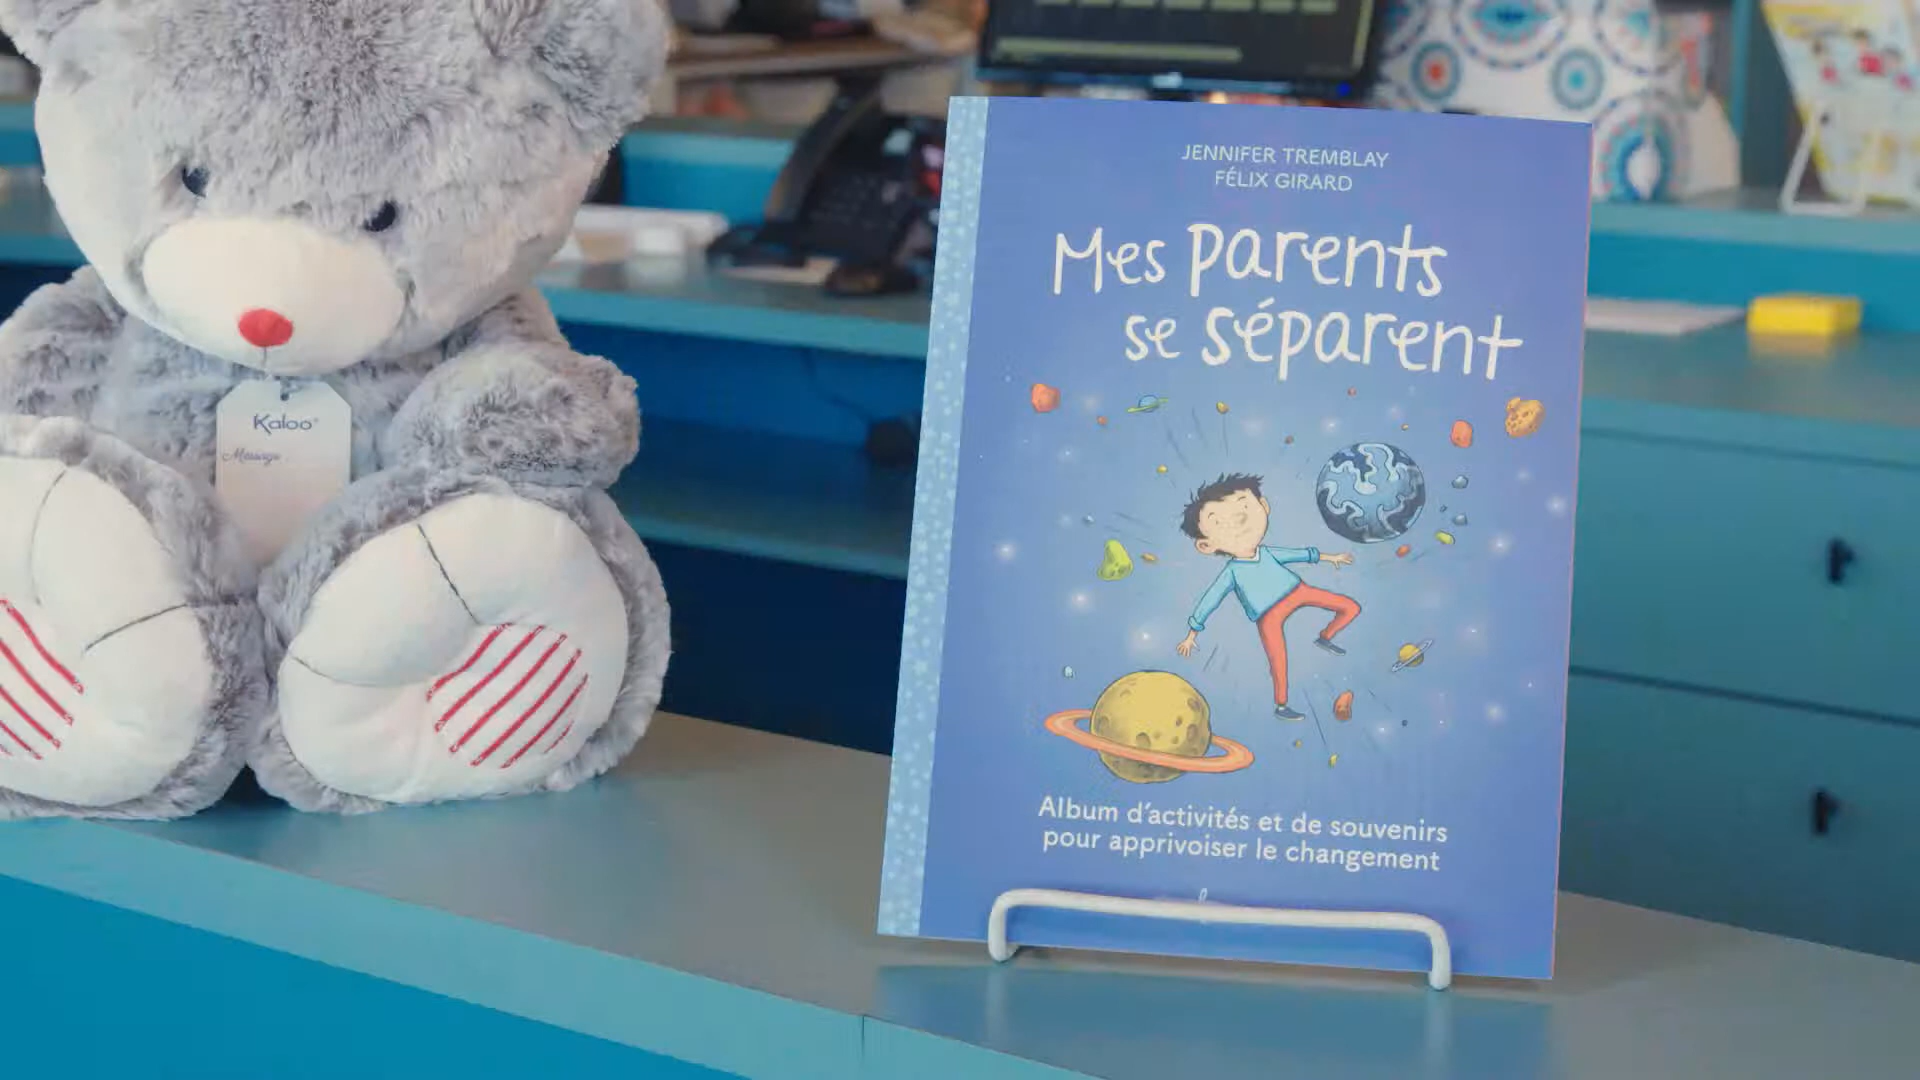 JENNIFER TREMBLAY
FÉLIX GIRARD
Mes parents
se séparent
Album d'activités et de souvenirs
pour apprivoiser le changement
Kaloo®